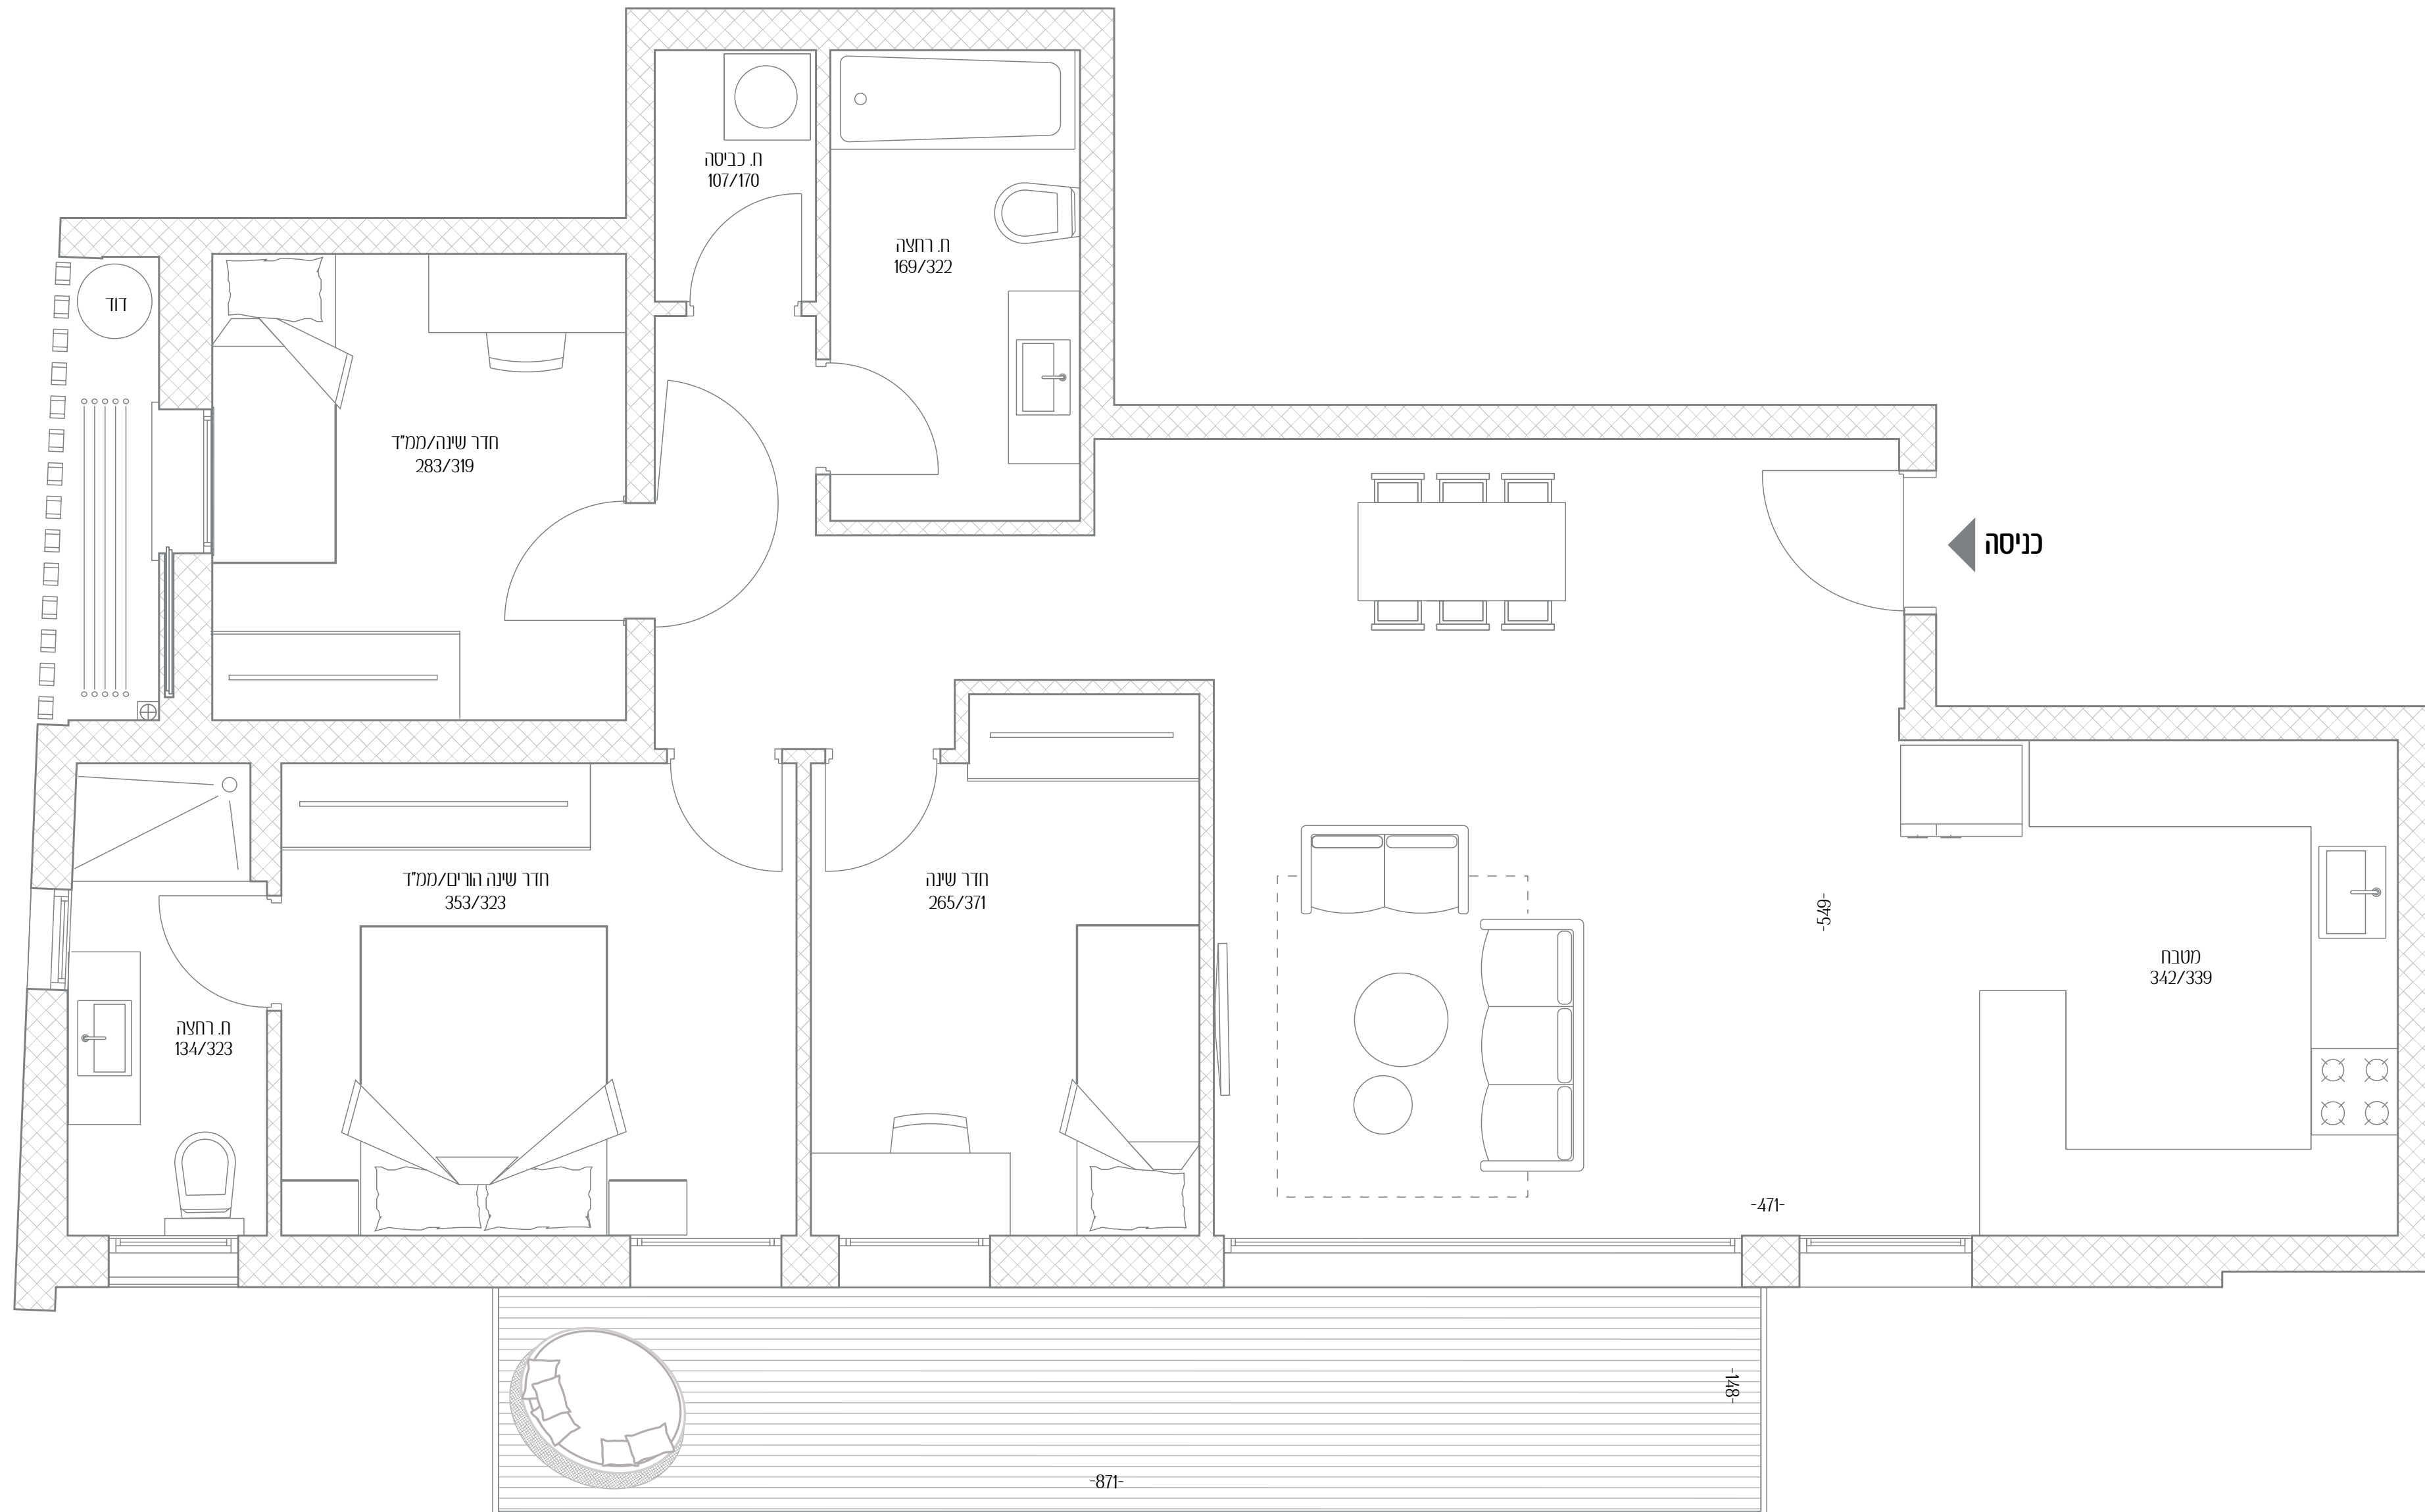 ח. כביסה
107/170
ח. רחצה
169/322
דוד
חדר שינה/ממ"ד
283/319
כניסה
חדר שינה הורים/ממ"ד
353/323
חדר שינה
265/371
-549-
מטבח
342/339
ח. רחצה
134/323
-471-
-148-
-871-